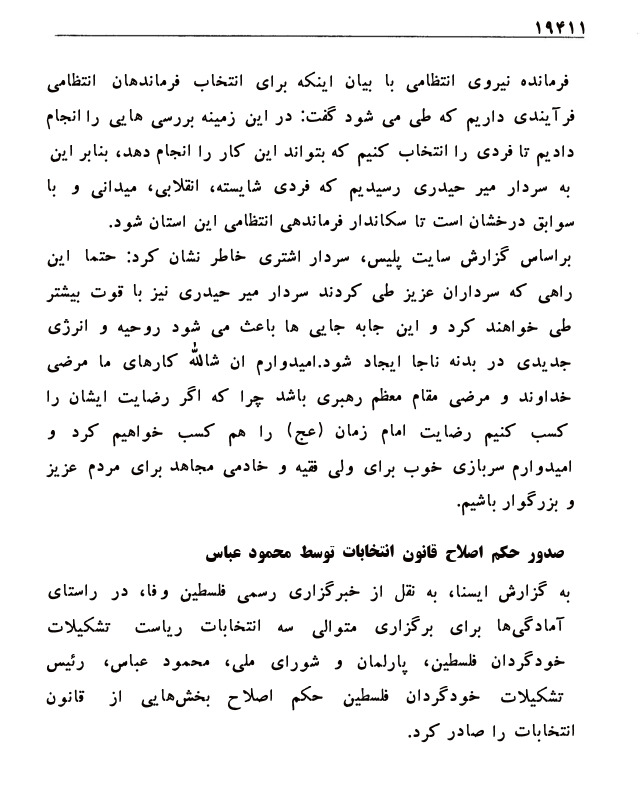 ۱۹۴۱۱
فرمانده نیروی انتظامی با بیان اینکه برای انتخاب فرماندهان انتظامی
فرآیندی داریم که طی می شود گفت: در این زمینه بررسی هایی را انجام
دادیم تا فردی را انتخاب کنیم که بتواند این کار را انجام دهد، بنابر این
به سردار میر حیدری رسیدیم که فردی شایسته، انقلابی، میدانی و با
سوابق درخشان است تا سکاندار فرماندهی انتظامی این استان شود.
براساس گزارش سایت پلیس، سردار اشتری خاطر نشان کرد: حتما این
راهی که سرداران عزیز طی کردند سردار میر حیدری نیز با قوت بیشتر
طی خواهند کرد و این جابه جایی ها باعث می شود روحیه و انرژی
جدیدی در بدنه ناجا ایجاد شود.امیدوارم ان شالله کارهای ما مرضی
خداوند و مرضی مقام معظم رهبری باشد چرا که اگر رضایت ایشان را
کسب کنیم رضایت امام زمان (عج) را هم کسب خواهیم کرد و
امیدوارم سربازی خوب برای ولی فقیه و خادمی مجاهد برای مردم عزیز
و بزرگوار باشیم.
صدور حکم اصلاح قانون انتخابات توسط محمود عباس
به گزارش ایسنا، به نقل از خبرگزاری رسمی فلسطین وفا، در راستای
آمادگی‌ها برای برگزاری متوالی سه انتخابات ریاست تشکیلات
خودگردان فلسطین، پارلمان و شورای ملی، محمود عباس، رئیس
تشکیلات خودگردان فلسطین حکم اصلاح بخش‌هایی از قانون
انتخابات را صادر کرد.